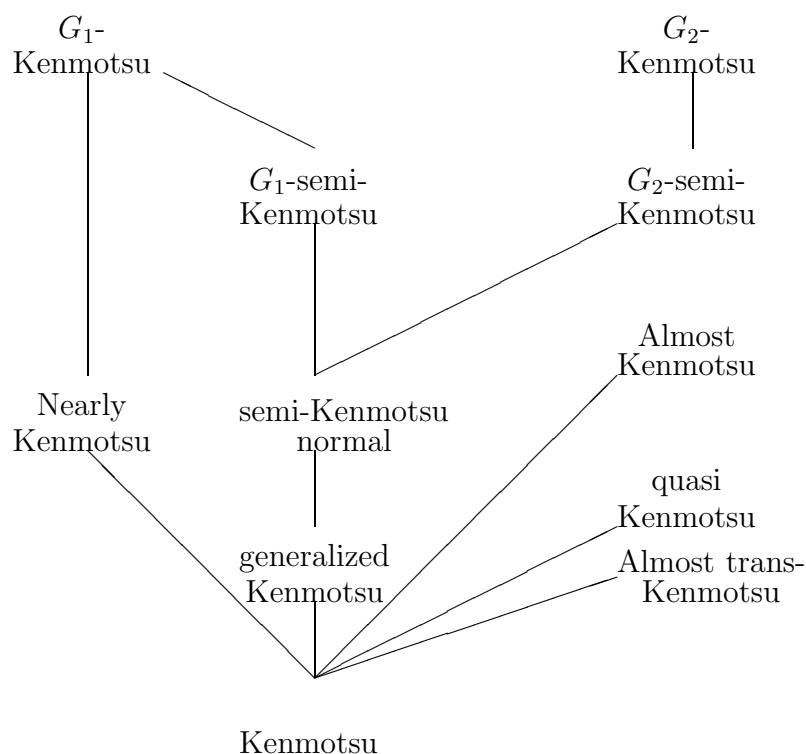 G₁-
Kenmotsu
G₂-
Kenmotsu
G₁-semi-
Kenmotsu
G₂-semi-
Kenmotsu
Almost
Kenmotsu
Nearly
Kenmotsu
semi-Kenmotsu
normal
quasi
Kenmotsu
generalized
Kenmotsu
Almost trans-
Kenmotsu
Kenmotsu